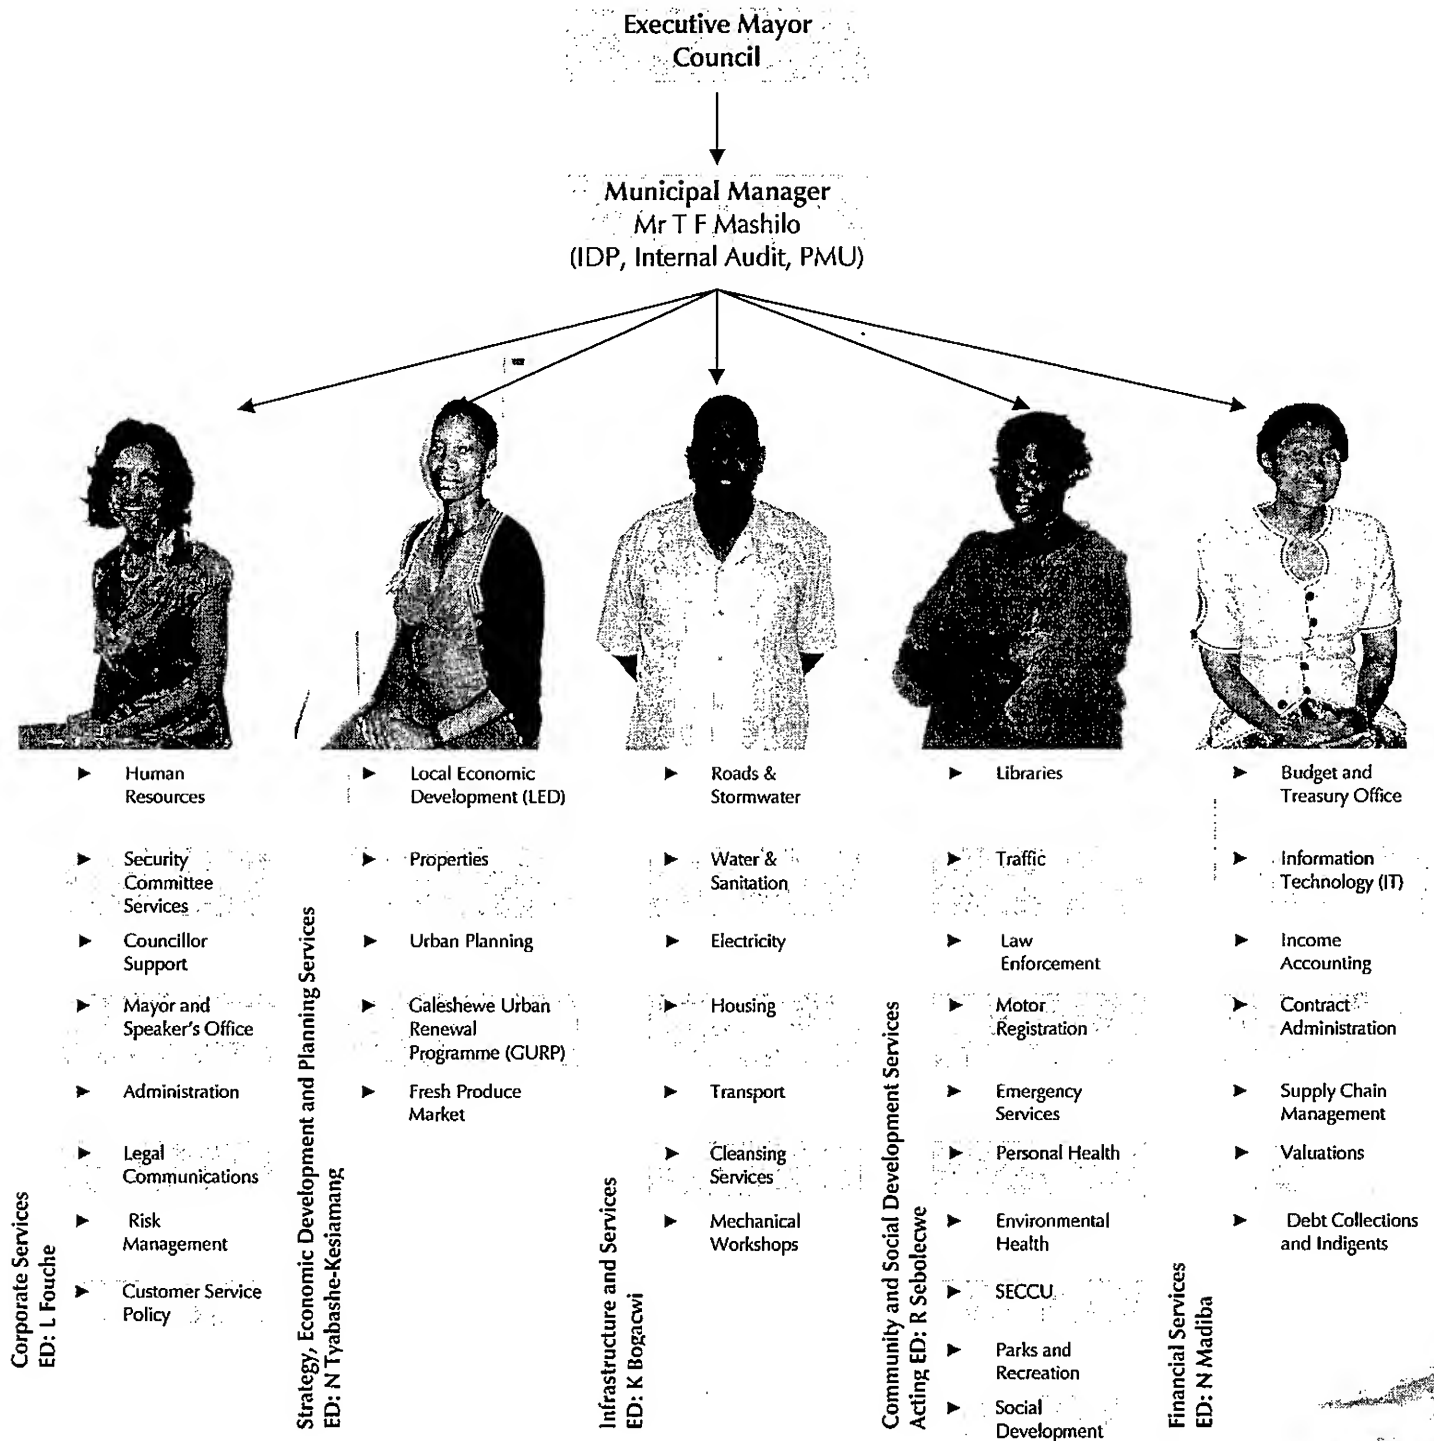 Executive Mayor
Council
Municipal Manager
Mr T F Mashilo
(IDP, Internal Audit, PMU)
Corporate Services
ED: L Fouche
► Human
Resources
► Security
Committee
Services
► Councillor
Support
► Mayor and
Speaker's Office
► Administration
► Legal
Communications
► Risk
Management
► Customer Service
Policy
Strategy, Economic Development and Planning Services
ED: N Tyabashe-Kesiamang
► Local Economic
Development (LED)
► Properties
► Urban Planning
► Galeshewe Urban
Renewal
Programme (GURP)
► Fresh Produce
Market
Infrastructure and Services
ED: K Bogacwi
► Roads &
Stormwater
► Water &
Sanitation
► Electricity
► Housing
► Transport
► Cleansing
Services
► Mechanical
Workshops
Community and Social Development Services
Acting ED: R Sebolecwe
► Libraries
► Traffic
► Law
Enforcement
► Motor
Registration
► Emergency
Services
► Personal Health
► Environmental
Health
► SECCU
► Parks and
Recreation
► Social
Development
Financial Services
ED: N Madiba
► Budget and
Treasury Office
► Information
Technology (IT)
► Income
Accounting
► Contract
Administration
► Supply Chain
Management
► Valuations
► Debt Collections
and Indigents